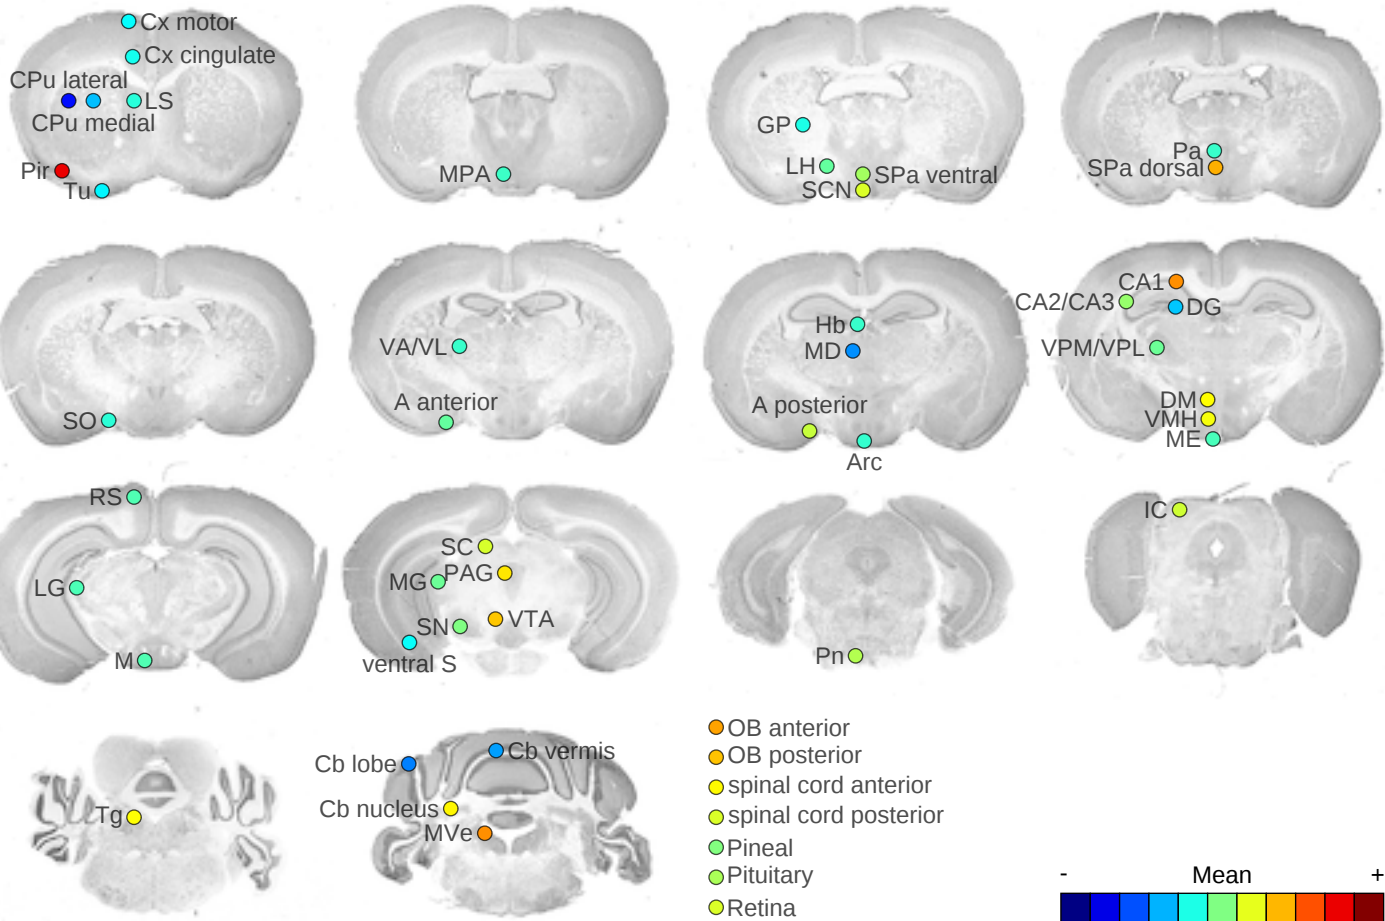 Cx motor
Cx cingulate
CPu lateral
LS
CPu medial
Pir
Tu
MPA
GP
LH
SPa ventral
SCN
Pa
SPa dorsal
SO
VA/VL
A anterior
Hb
MD
A posterior
Arc
CA1
CA2/CA3
DG
VPM/VPL
DM
VMH
ME
RS
LG
M
SC
MG
PAG
SN
VTA
ventral S
Pn
IC
Tg
Cb lobe
Cb vermis
Cb nucleus
MVe
OB anterior
OB posterior
spinal cord anterior
spinal cord posterior
Pineal
Pituitary
Retina
- Mean +